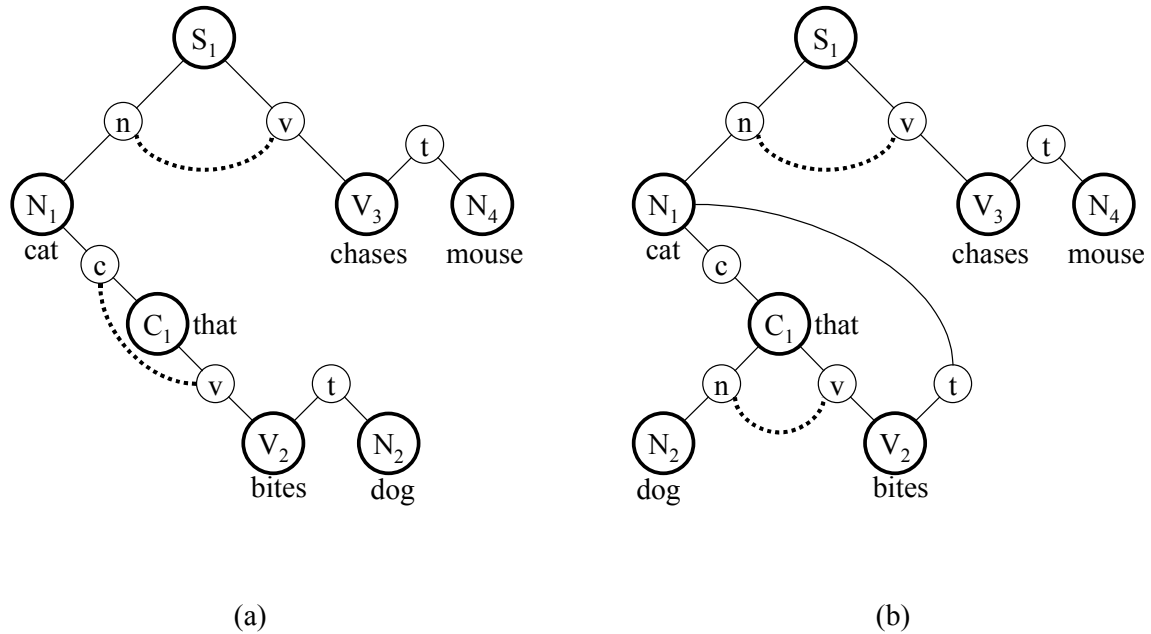 S1
n
v
t
N1
V3
N4
cat
chases
mouse
c
C1
that
v
t
V2
N2
bites
dog
(a)
S1
n
v
t
N1
V3
N4
cat
chases
mouse
c
C1
that
n
v
t
N2
V2
dog
bites
(b)